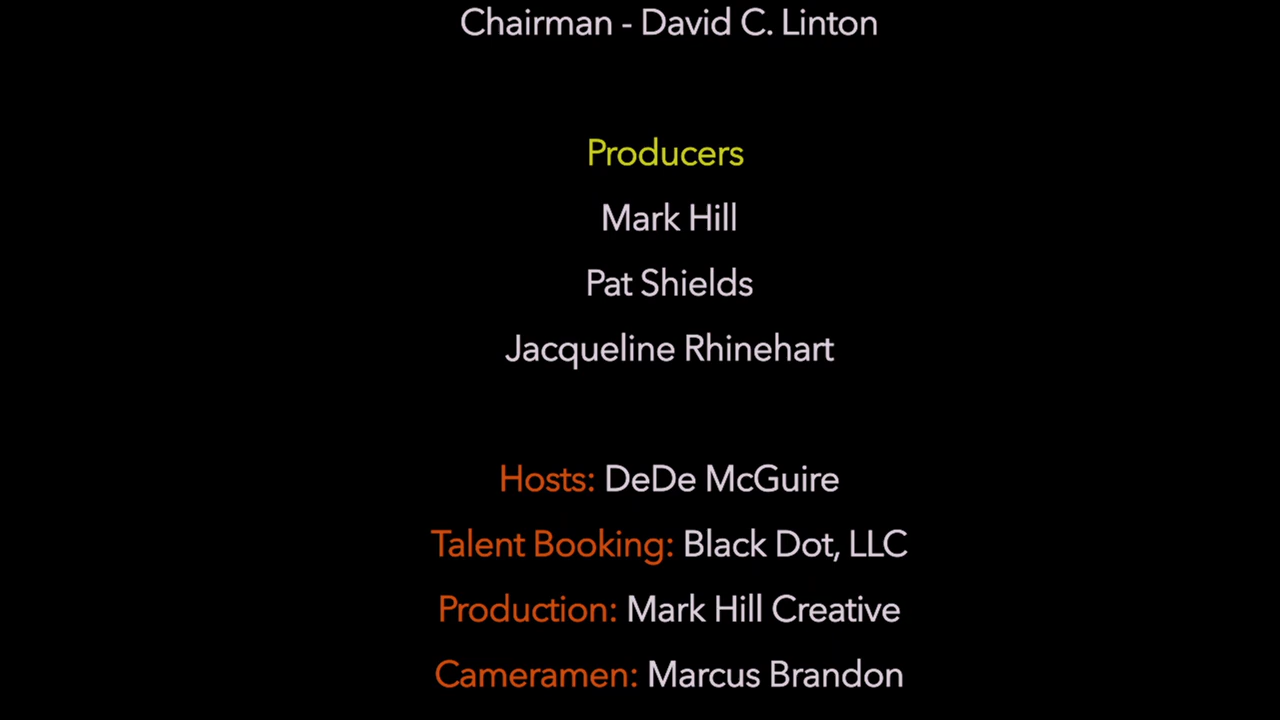 Chairman - David C. Linton
Producers
Mark Hill
Pat Shields
Jacqueline Rhinehart
Hosts: DeDe McGuire
Talent Booking: Black Dot, LLC
Production: Mark Hill Creative
Cameramen: Marcus Brandon